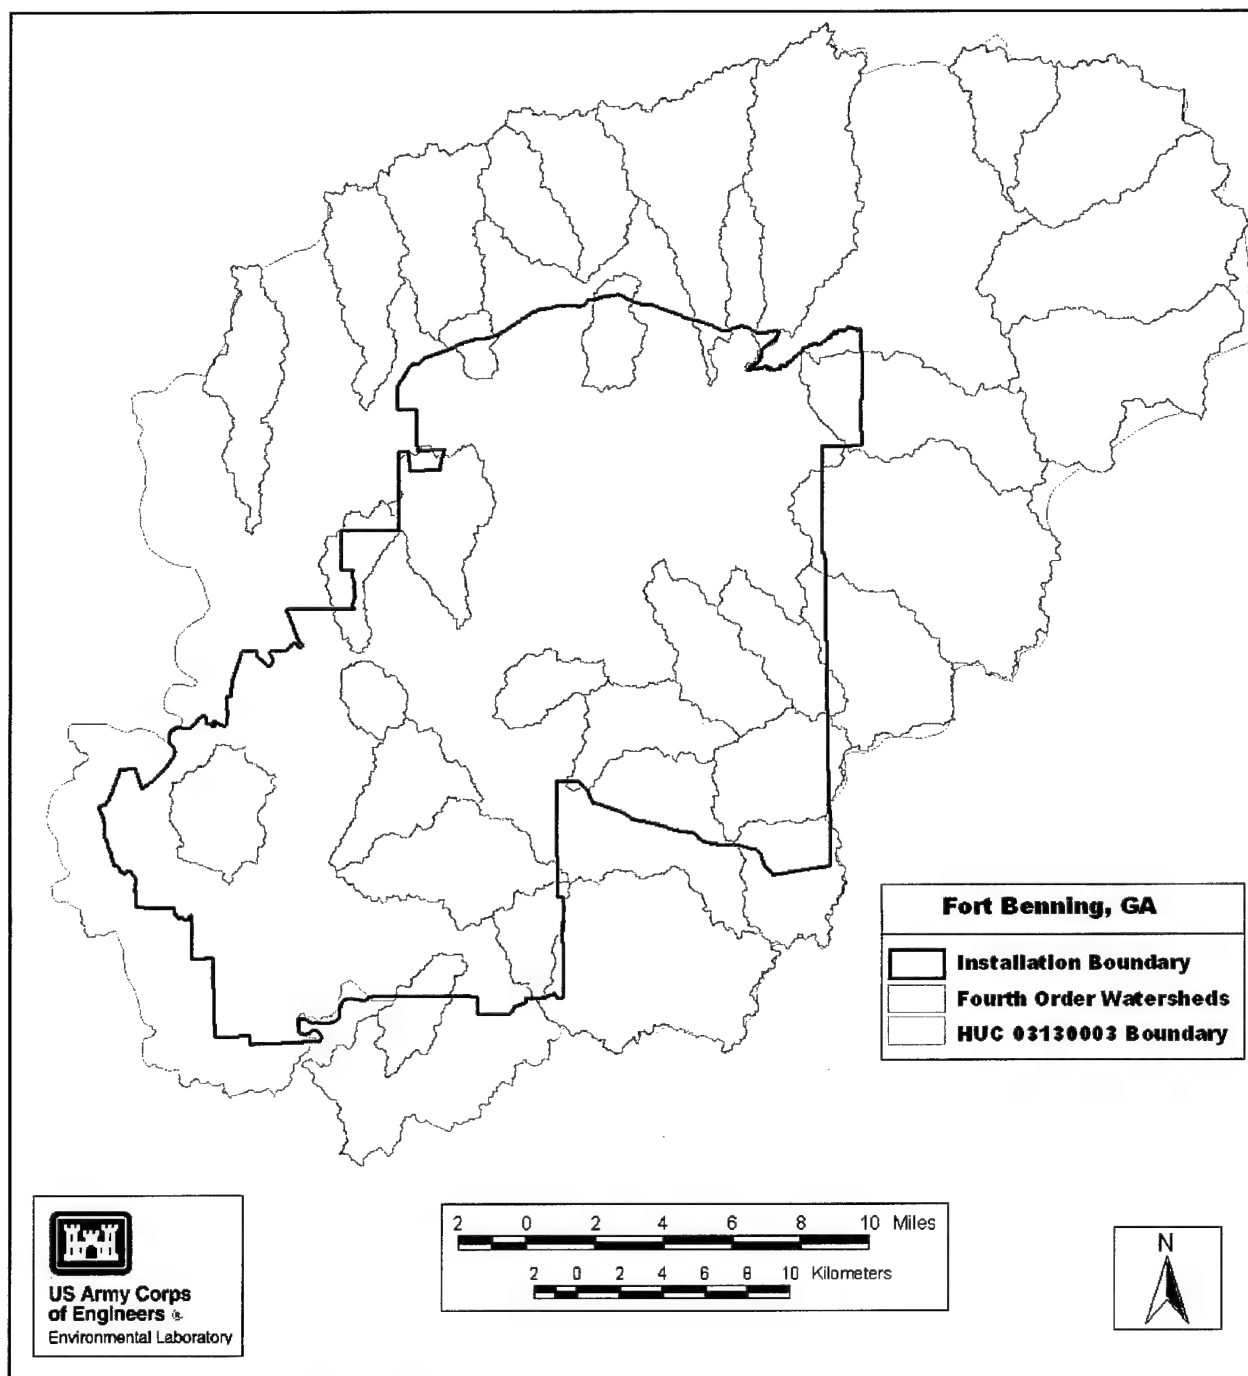 Fort Benning, GA
Installation Boundary
Fourth Order Watersheds
HUC 03130003 Boundary
US Army Corps
of Engineers ®
Environmental Laboratory
2 0 2 4 6 8 10 Miles
2 0 2 4 6 8 10 Kilometers
N